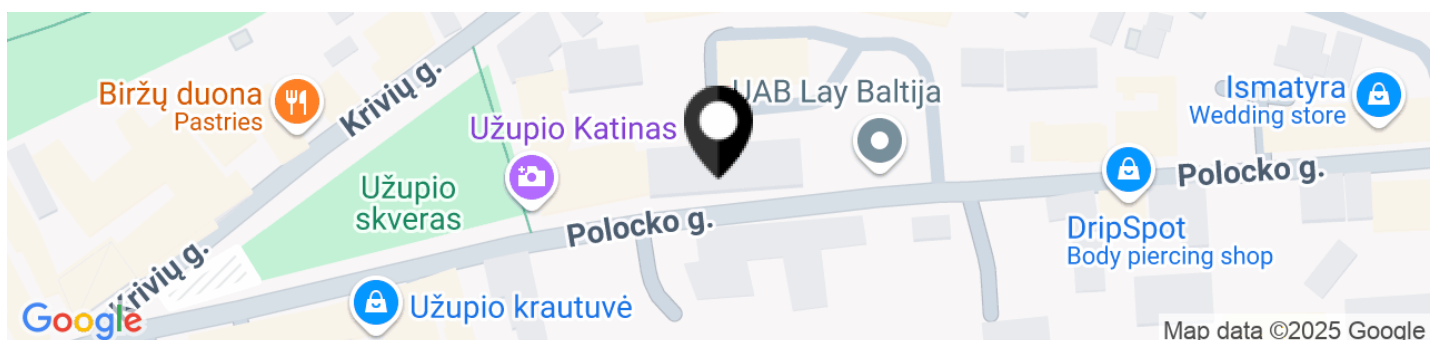 Biržų duona
Pastries
Krivių g.
Užupio Katinas
UAB Lay Baltija
Ismatyra
Wedding store
Užupio
skveras
Polocko g.
Polocko g.
DripSpot
Body piercing shop
Krivių g.
Užupio krautuvė
Google
Map data ©2025 Google